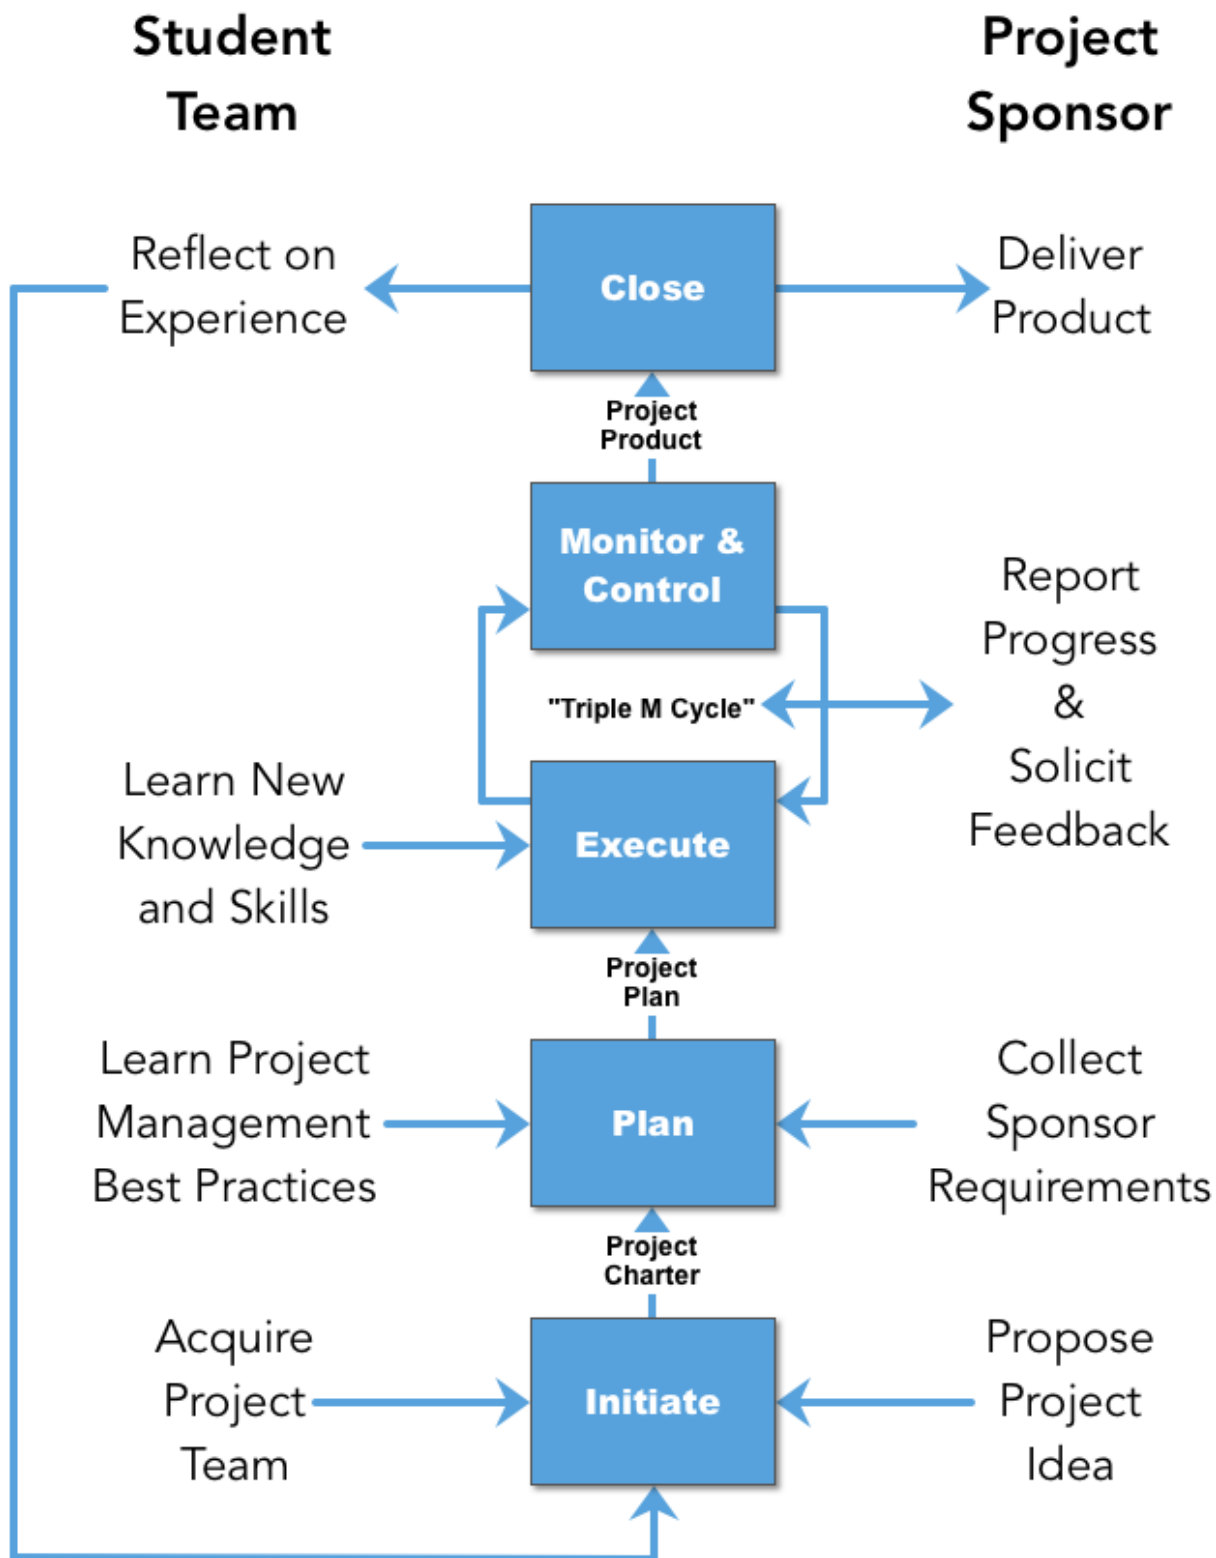 Student
Team
Project
Sponsor
Reflect on
Experience
Close
Deliver
Product
Project
Product
Monitor &
Control
Report
Progress
&
Solicit
Feedback
"Triple M Cycle"
Learn New
Knowledge
and Skills
Execute
Project
Plan
Learn Project
Management
Best Practices
Plan
Collect
Sponsor
Requirements
Project
Charter
Acquire
Project
Team
Initiate
Propose
Project
Idea